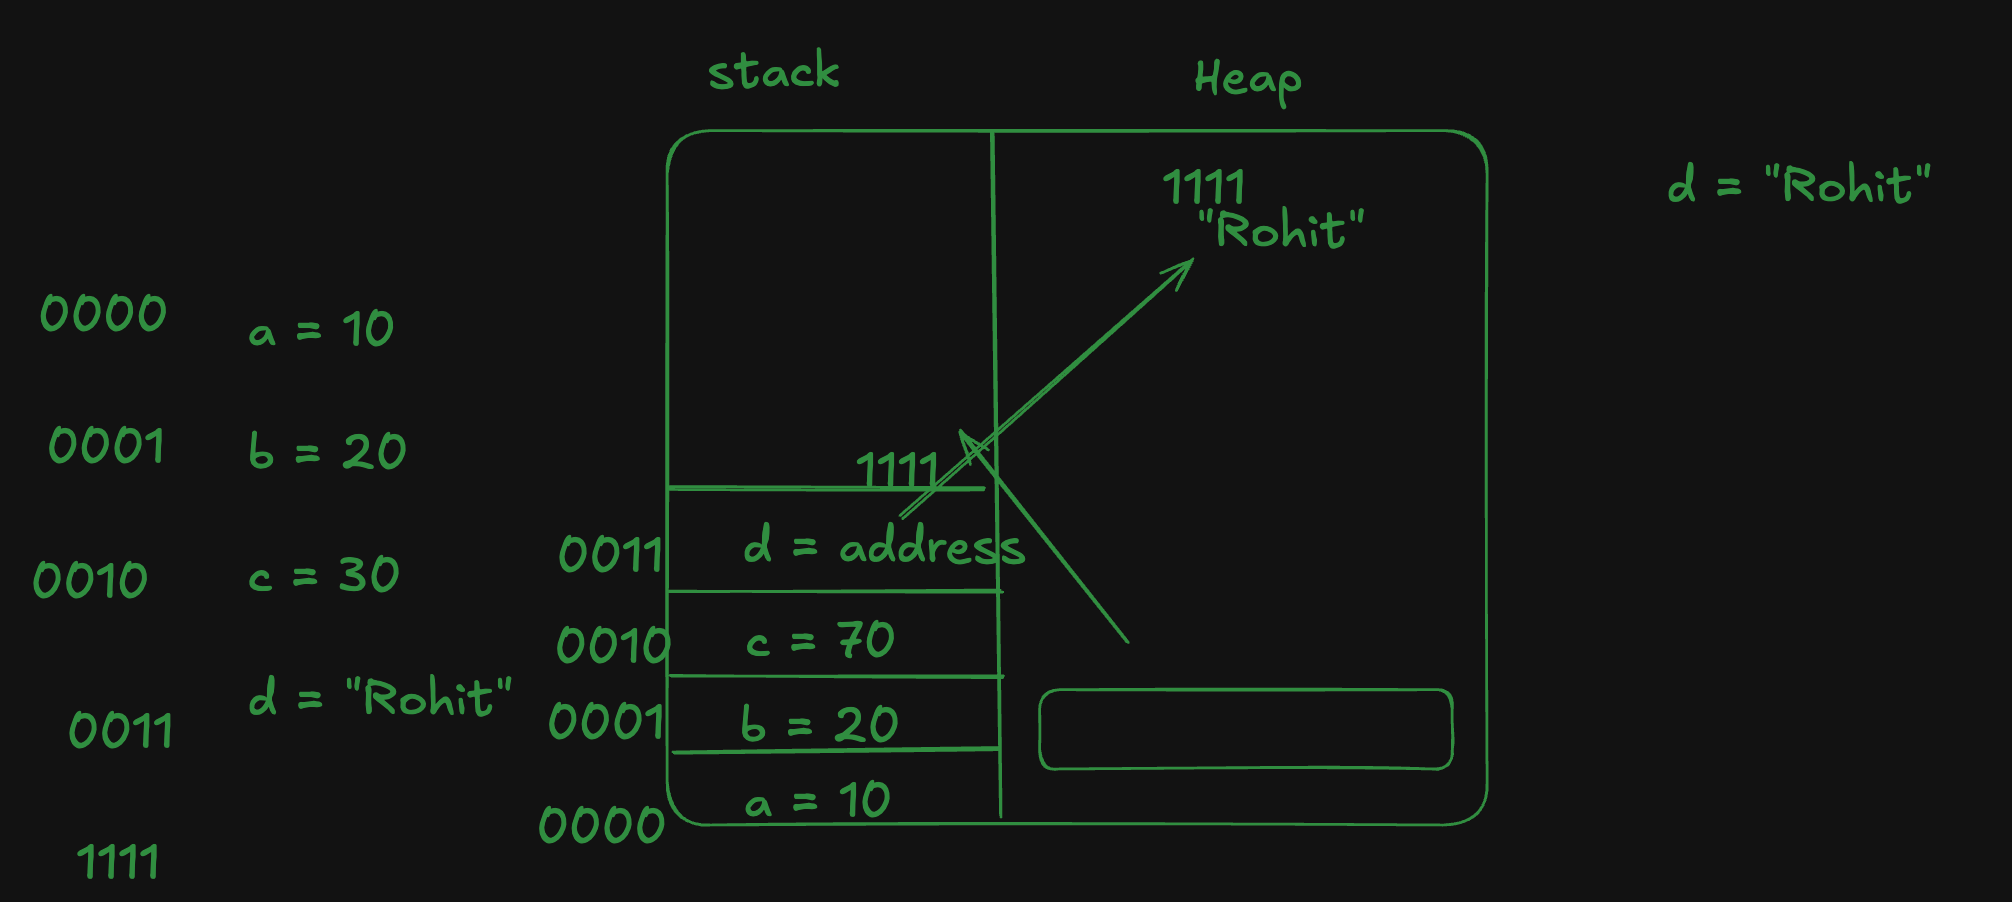 stack
Heap
1111
"Rohit"
d = "Rohit"
0000
a = 10
0001
b = 20
0010
c = 30
0011
d = "Rohit"
1111
1111
0011
d = address
0010
c = 70
0001
b = 20
0000
a = 10